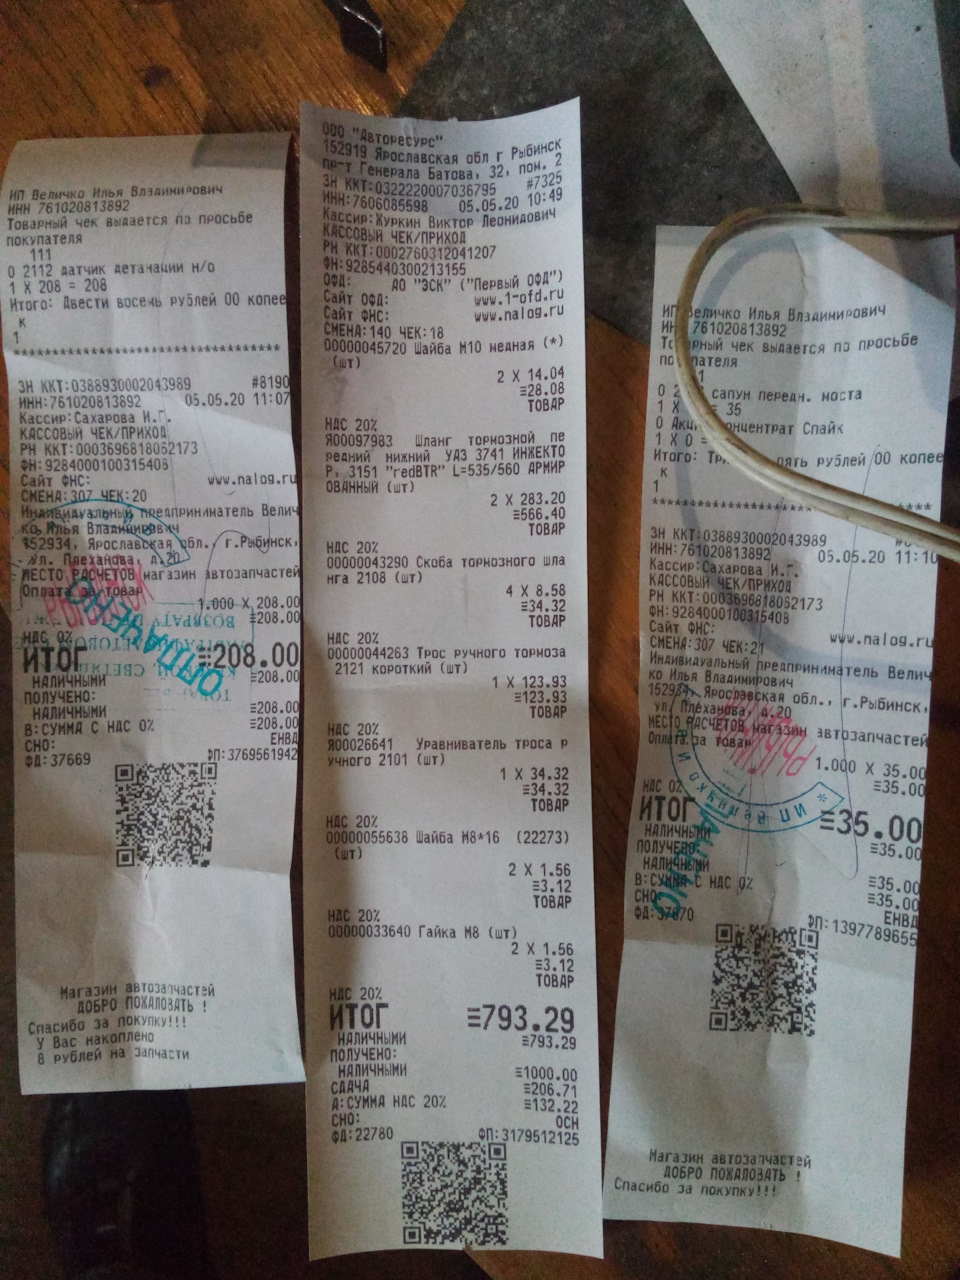 ИП Величко Илья Владимирович
ИНН 761020813892
Товарный чек выдается по просьбе
покупателя
111
0 2112 датчик детанации н/о
1 X 208 = 208
Итого: Двести восемь рублей 00 копее
к
1
****************************************
ЗН ККТ:0388930002043989 #8190
ИНН:761020813892 05.05.20 11:07
Кассир:Сахарова И.Г.
КАССОВЫЙ ЧЕК/ПРИХОД
РН ККТ:0003696818062173
ФН:9284000100315408
Сайт ФНС: www.nalog.ru
СМЕНА:307 ЧЕК:20
Индивидуальный предприниматель Велич
ко Илья Владимирович
152934, Ярославская обл., г.Рыбинск,
ул. Плеханова, д.20
МЕСТО РАСЧЕТОВ магазин автозапчастей
Оплата за товар
1.000 X 208.00
≡208.00
НДС 0%
ИТОГ ≡208.00
НАЛИЧНЫМИ ≡208.00
ПОЛУЧЕНО:
НАЛИЧНЫМИ ≡208.00
В:СУММА С НДС 0% ≡208.00
СНО: ЕНВД
ФД:37669 ФП:3769561942
ОПЛАЧЕНО
Магазин автозапчастей
ДОБРО ПОЖАЛОВАТЬ !
Спасибо за покупку!!!
У Вас накоплено
8 рублей на запчасти
ООО "Авторесурс"
152919 Ярославская обл г Рыбинск
пр-т Генерала Батова, 32, пом. 2
ЗН ККТ:0322220007036795 #7325
ИНН:7606085598 05.05.20 10:49
Кассир:Журкин Виктор Леонидович
КАССОВЫЙ ЧЕК/ПРИХОД
РН ККТ:0002760312041207
ФН:9285440300213155
ОФД: АО "ЭСК" ("Первый ОФД")
Сайт ОФД: www.1-ofd.ru
Сайт ФНС: www.nalog.ru
СМЕНА:140 ЧЕК:18
00000045720 Шайба М10 медная (*)
(шт)
2 X 14.04
≡28.08
ТОВАР
НДС 20%
Я00097983 Шланг тормозной пе
редний нижний УАЗ 3741 ИНЖЕКТО
Р, 3151 "redBTR" L=535/560 АРМИР
ОВАННЫЙ (шт)
2 X 283.20
≡566.40
ТОВАР
НДС 20%
00000043290 Скоба тормозного шла
нга 2108 (шт)
4 X 8.58
≡34.32
ТОВАР
НДС 20%
00000044263 Трос ручного тормоза
2121 короткий (шт)
1 X 123.93
≡123.93
ТОВАР
НДС 20%
Я00026641 Уравниватель троса р
учного 2101 (шт)
1 X 34.32
≡34.32
ТОВАР
НДС 20%
00000055638 Шайба М8*16 (22273)
(шт)
2 X 1.56
≡3.12
ТОВАР
НДС 20%
00000033640 Гайка М8 (шт)
2 X 1.56
≡3.12
ТОВАР
НДС 20%
ИТОГ ≡793.29
НАЛИЧНЫМИ ≡793.29
ПОЛУЧЕНО:
НАЛИЧНЫМИ ≡1000.00
СДАЧА ≡206.71
А:СУММА НДС 20% ≡132.22
СНО: ОСН
ФД:22780 ФП:3179512125
ИП Величко Илья Владимирович
761020813892
Товарный чек выдается по просьбе
покупателя
0 сапун передн. моста
1 X = 35
0 концентрат Спайк
1 X 0 =
Итого: пять рублей 00 копее
к
1
****************************************
ЗН ККТ:0388930002043989
ИНН:761020813892 05.05.20 11:10
Кассир:Сахарова И.Г.
КАССОВЫЙ ЧЕК/ПРИХОД
РН ККТ:0003696818062173
ФН:9284000100315408
Сайт ФНС: www.nalog.ru
СМЕНА:307 ЧЕК:21
Индивидуальный предприниматель Велич
ко Илья Владимирович
152934, Ярославская обл., г.Рыбинск,
ул. Плеханова, д.20
МЕСТО РАСЧЕТОВ магазин автозапчастей
Оплата за товар
1.000 X 35.00
≡35.00
НДС 0%
ИТОГ ≡35.00
НАЛИЧНЫМИ ≡35.00
ПОЛУЧЕНО:
НАЛИЧНЫМИ ≡35.00
В:СУММА С НДС 0% ≡35.00
СНО: ЕНВД
ФД:37670 ФП:1397789655
ИП Величко
Магазин автозапчастей
ДОБРО ПОЖАЛОВАТЬ !
Спасибо за покупку!!!